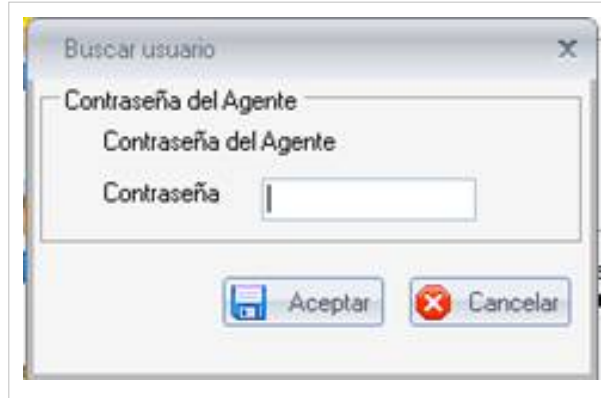 Buscar usuario
Contraseña del Agente
Contraseña del Agente
Contraseña
Aceptar Cancelar